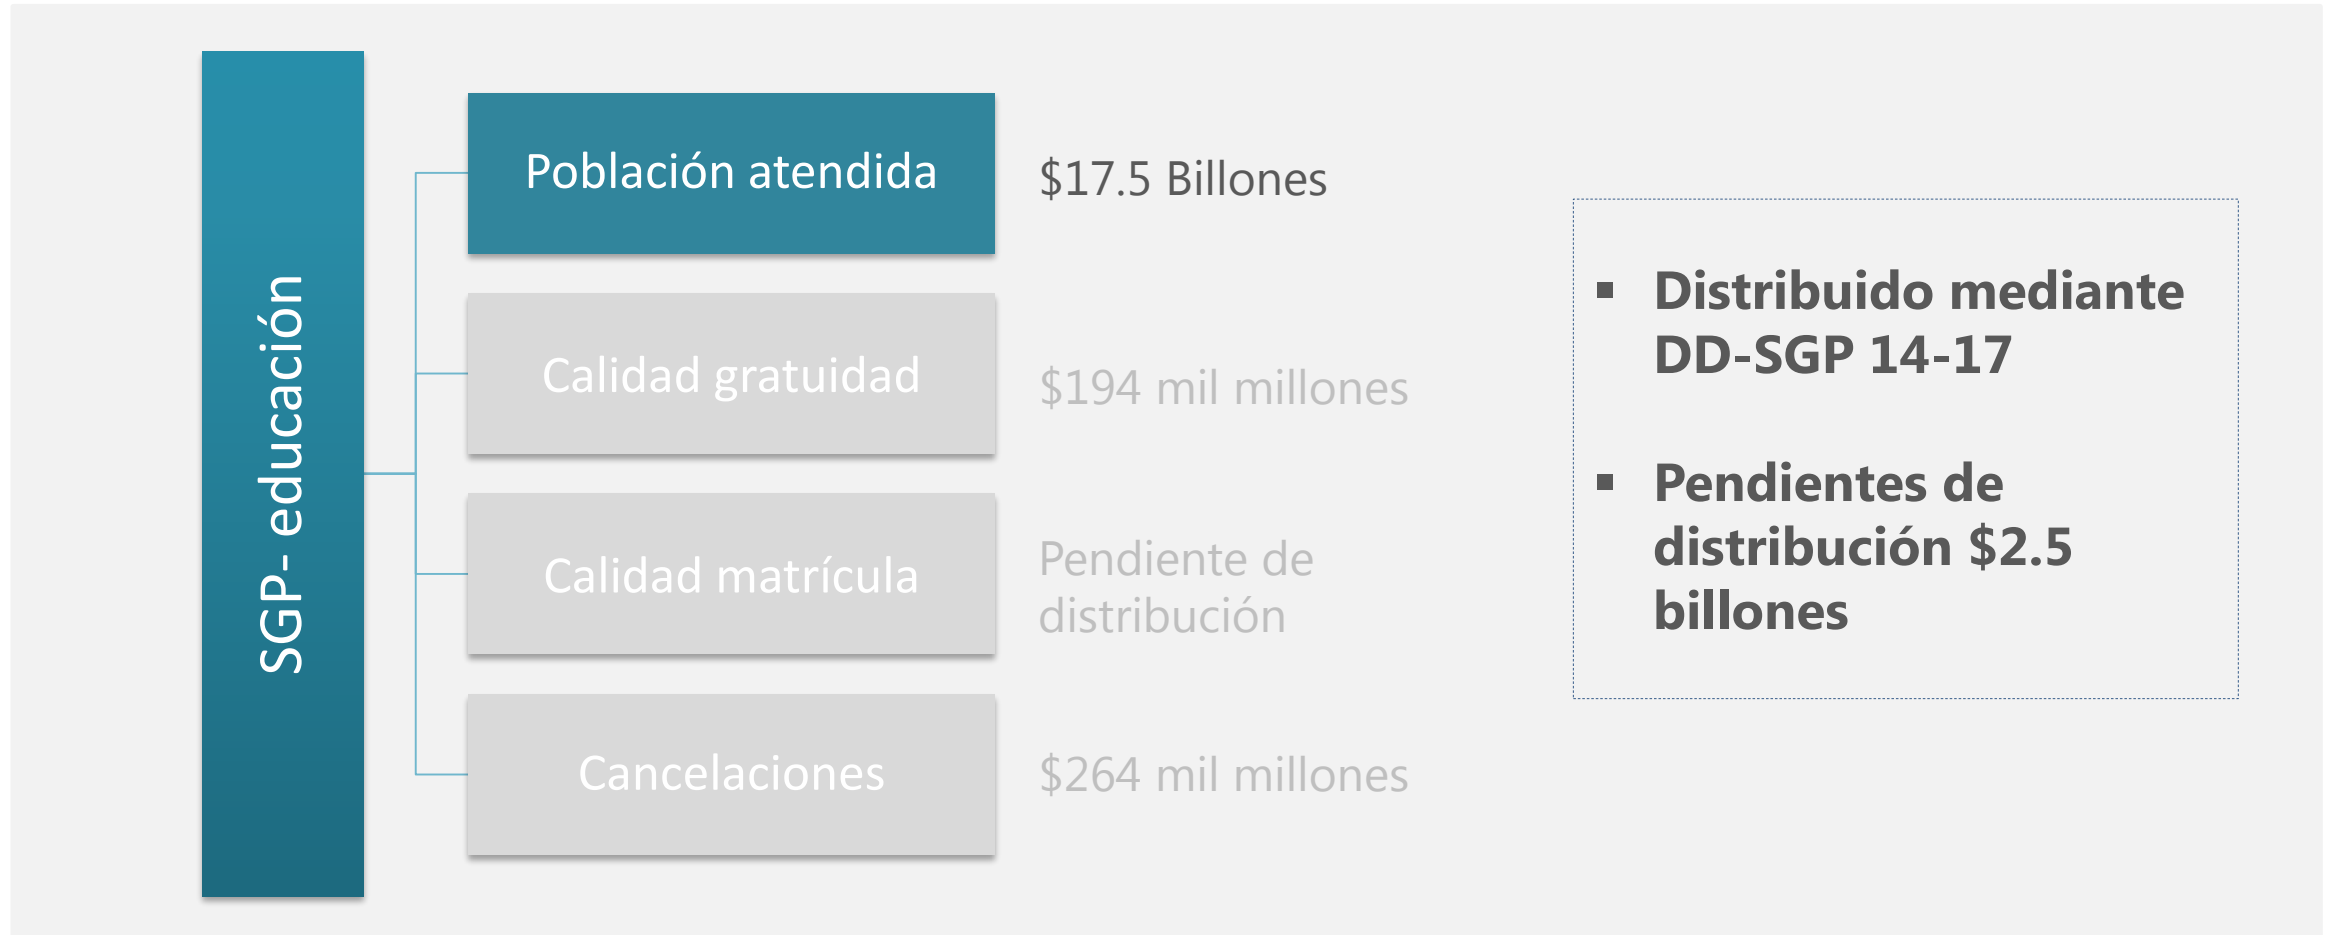 SGP- educación
Población atendida
$17.5 Billones
Calidad gratuidad
$194 mil millones
Calidad matrícula
Pendiente de
distribución
Cancelaciones
$264 mil millones
▪ Distribuido mediante
DD-SGP 14-17
▪ Pendientes de
distribución $2.5
billones